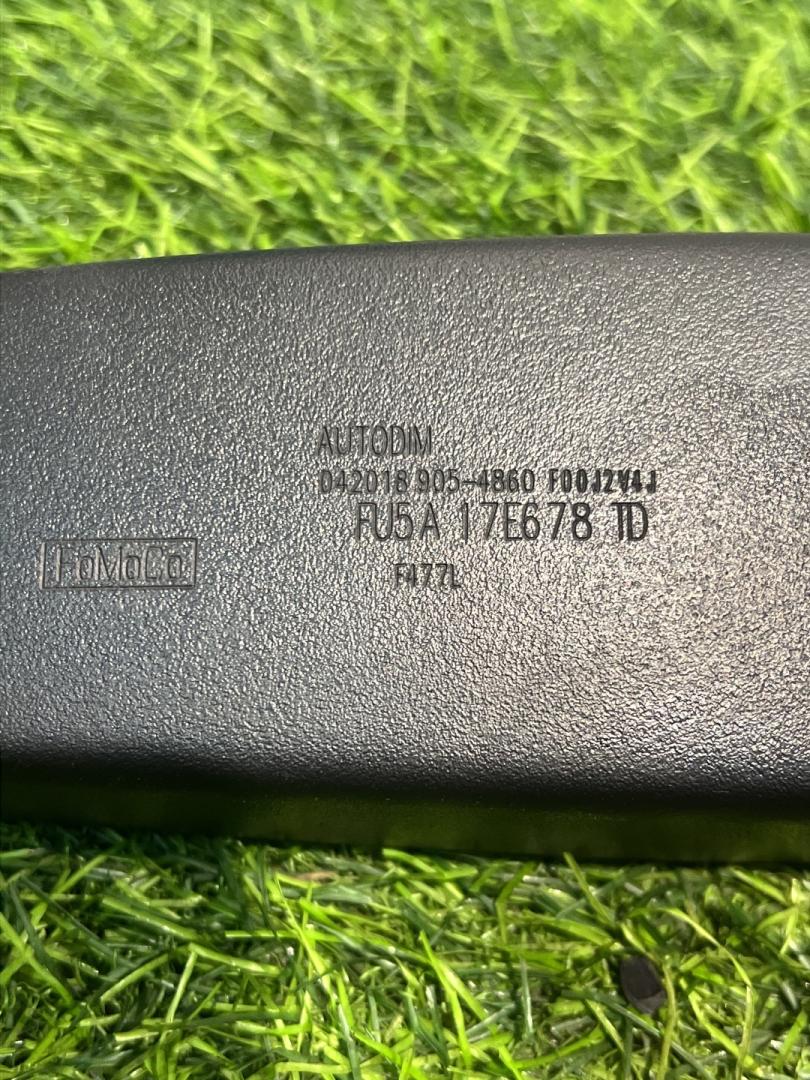 AUTODIM
042018 905-4860 F00J2V4J
FU5A 17E678 TD
FoMoCo
F477L